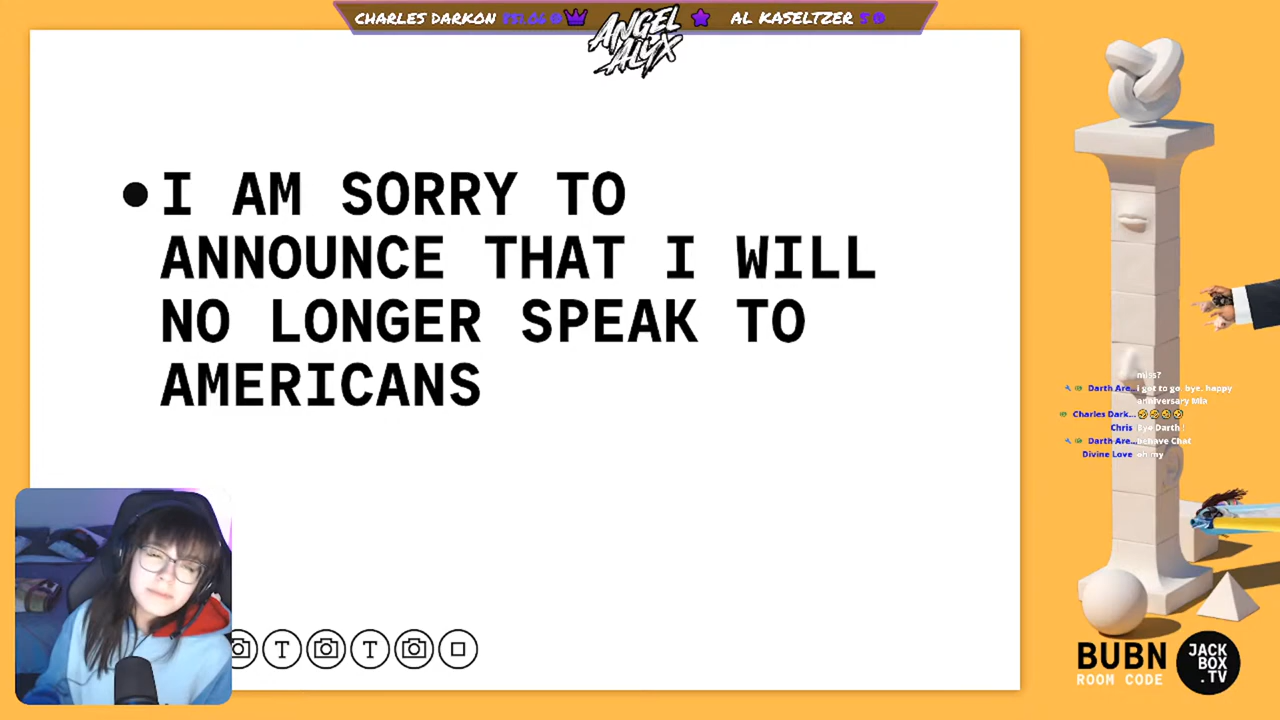 CHARLES DARKON
ANGEL
ALYX
AL KASELTZER
• I AM SORRY TO
ANNOUNCE THAT I WILL
NO LONGER SPEAK TO
AMERICANS
miss?
Darth Are... i got to go. bye. happy
anniversary Mia
Charles Dark... 🤣🤣🤣🤣
Chris Bye Darth !
Darth Are... behave Chat
Divine Love oh my
T T
BUBN
ROOM CODE
JACK
BOX
.TV